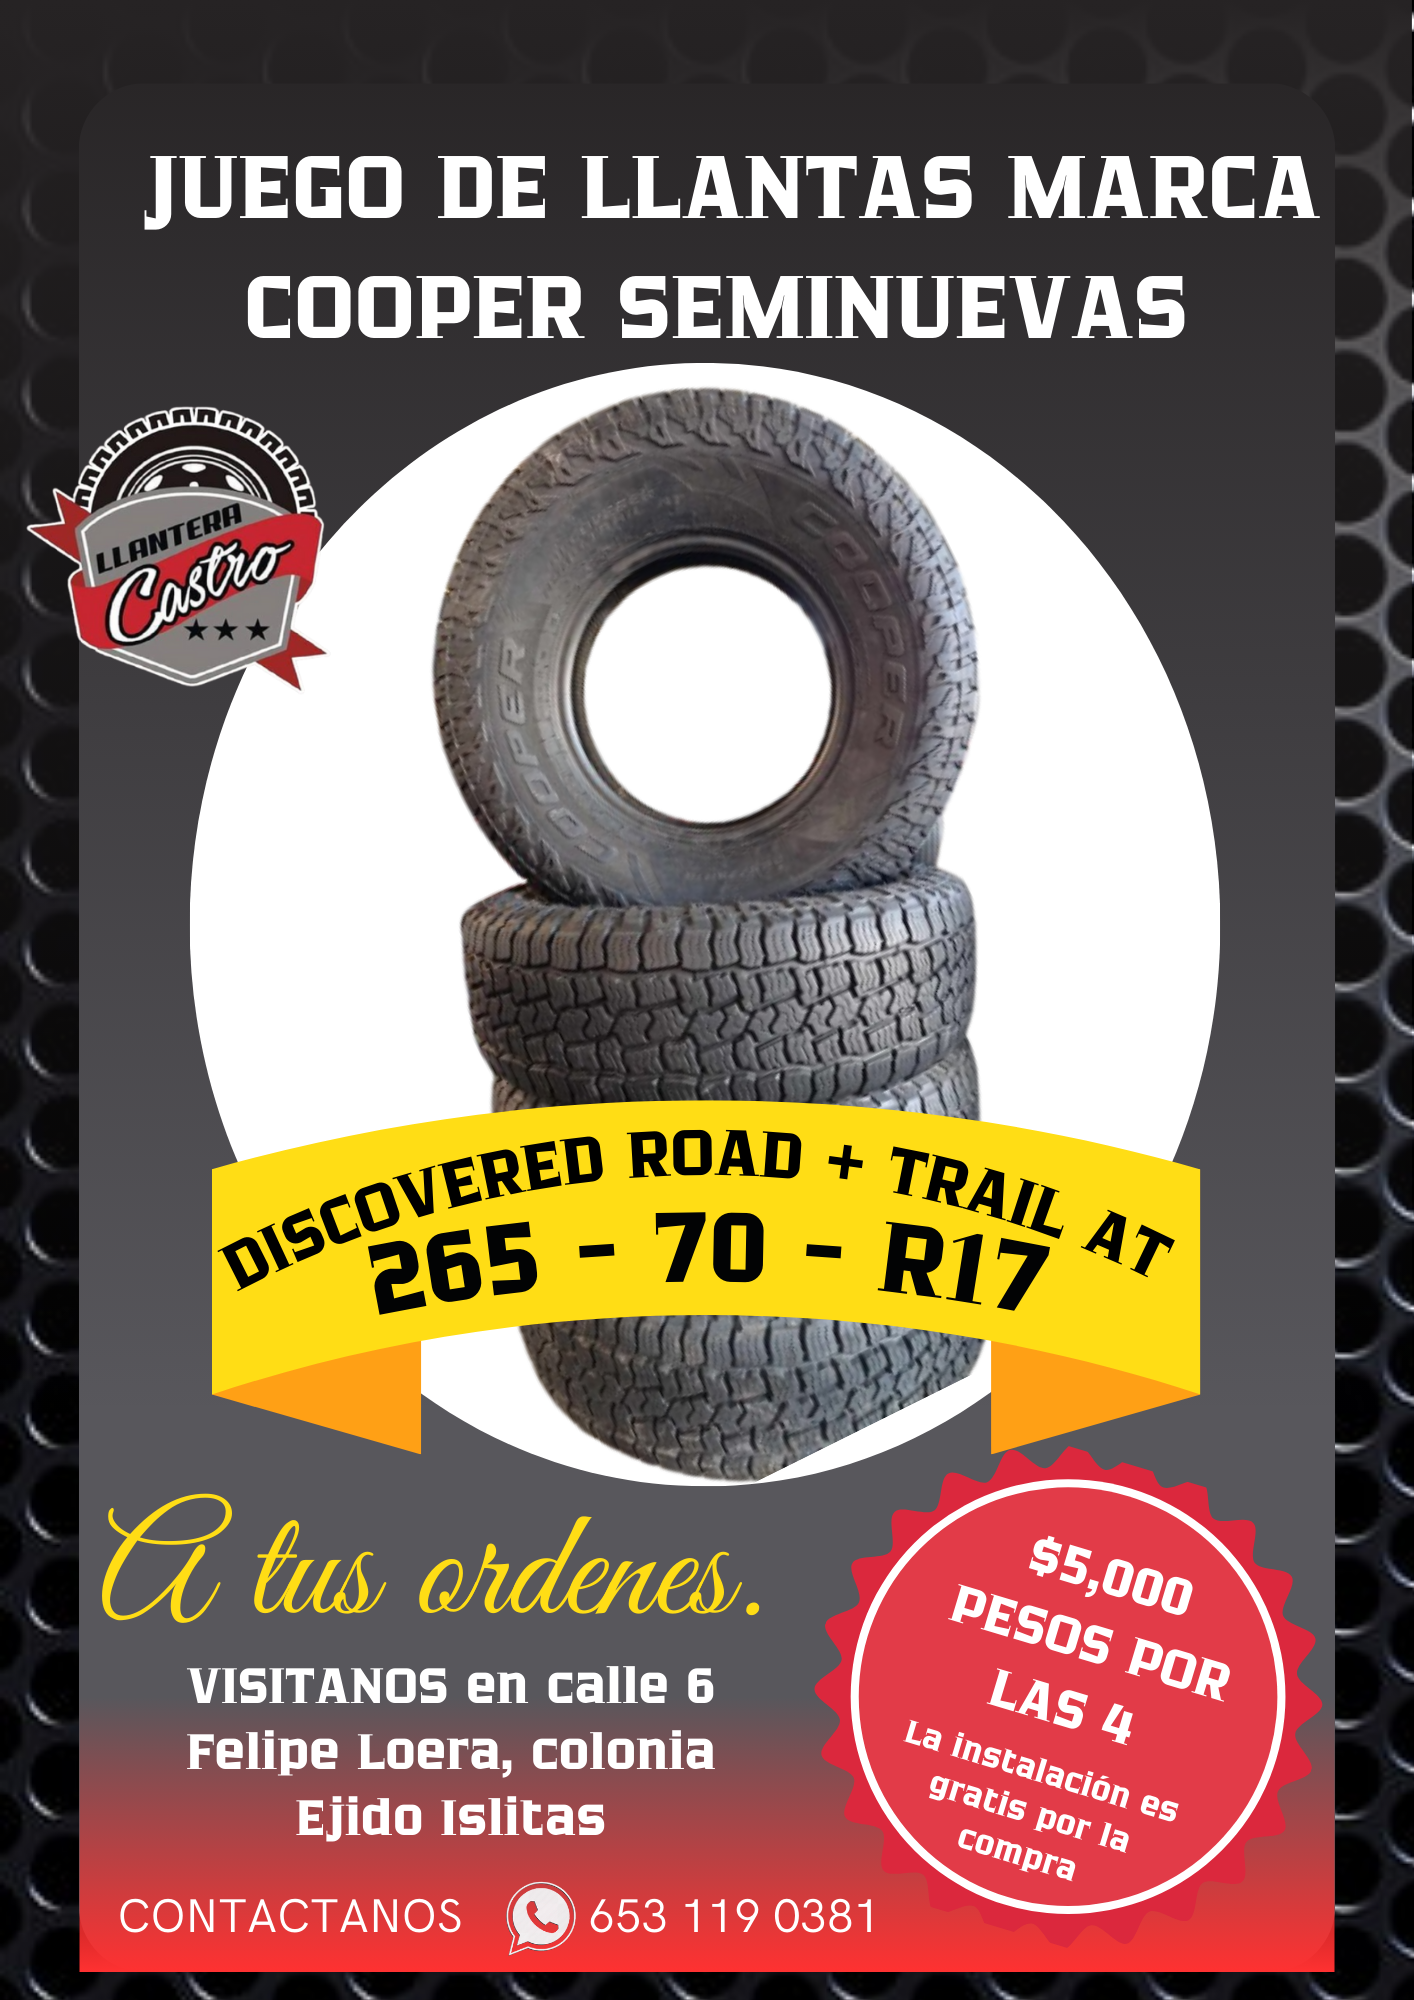 JUEGO DE LLANTAS MARCA
COOPER SEMINUEVAS
LLANTERA
Castro
COOPER
COOPER
DISCOVERED ROAD + TRAIL AT
265 - 70 - R17
A tus ordenes.
VISITANOS en calle 6
Felipe Loera, colonia
Ejido Islitas
CONTACTANOS 653 119 0381
$5,000
PESOS POR
LAS 4
La instalación es
gratis por la
compra